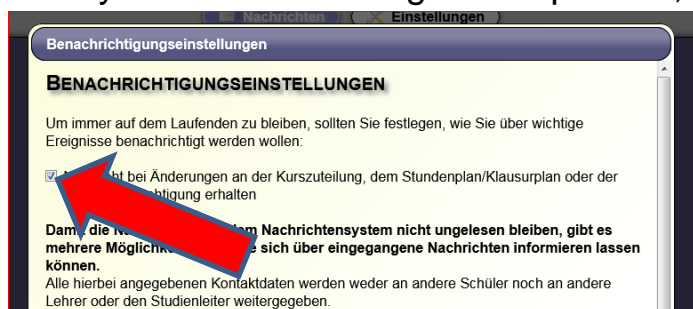 Nachrichten Einstellungen
Benachrichtigungseinstellungen
BENACHRICHTIGUNGSEINSTELLUNGEN
Um immer auf dem Laufenden zu bleiben, sollten Sie festlegen, wie Sie über wichtige
Ereignisse benachrichtigt werden wollen:
bei Änderungen an der Kurszuteilung, dem Stundenplan/Klausurplan oder der
erhalten
die dem Nachrichtensystem nicht ungelesen bleiben, gibt es
mehrere sich über eingegangene Nachrichten informieren lassen
können.
Alle hierbei angegebenen Kontaktdaten werden weder an andere Schüler noch an andere
Lehrer oder den Studienleiter weitergegeben.